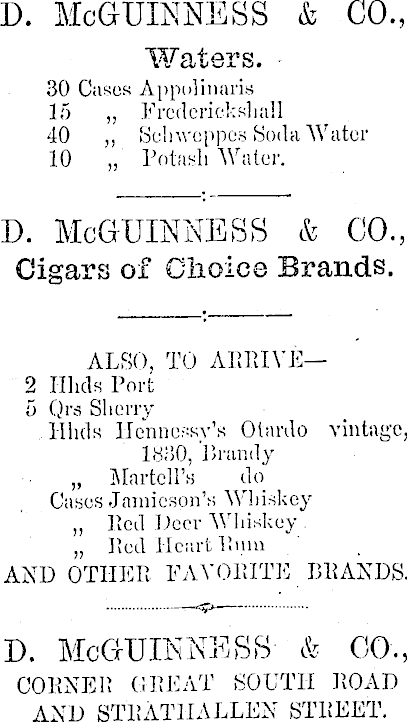 D. McGUINNESS & CO.,
Waters.
30 Cases Appolinaris
15 „ Frederickshall
40 „ Schweppes Soda Water
10 „ Potash Water.
D. McGUINNESS & CO.,
Cigars of Choice Brands.
ALSO, TO ARRIVE—
2 Hhds Port
5 Qrs Sherry
Hhds Hennessy's Otardo vintage,
1830, Brandy
„ Martell's do
Cases Jamieson's Whiskey
„ Red Deer Whiskey
„ Red Heart Rum
AND OTHER FAVORITE BRANDS.
D. McGUINNESS & CO.,
CORNER GREAT SOUTH ROAD
AND STRATHALLEN STREET.